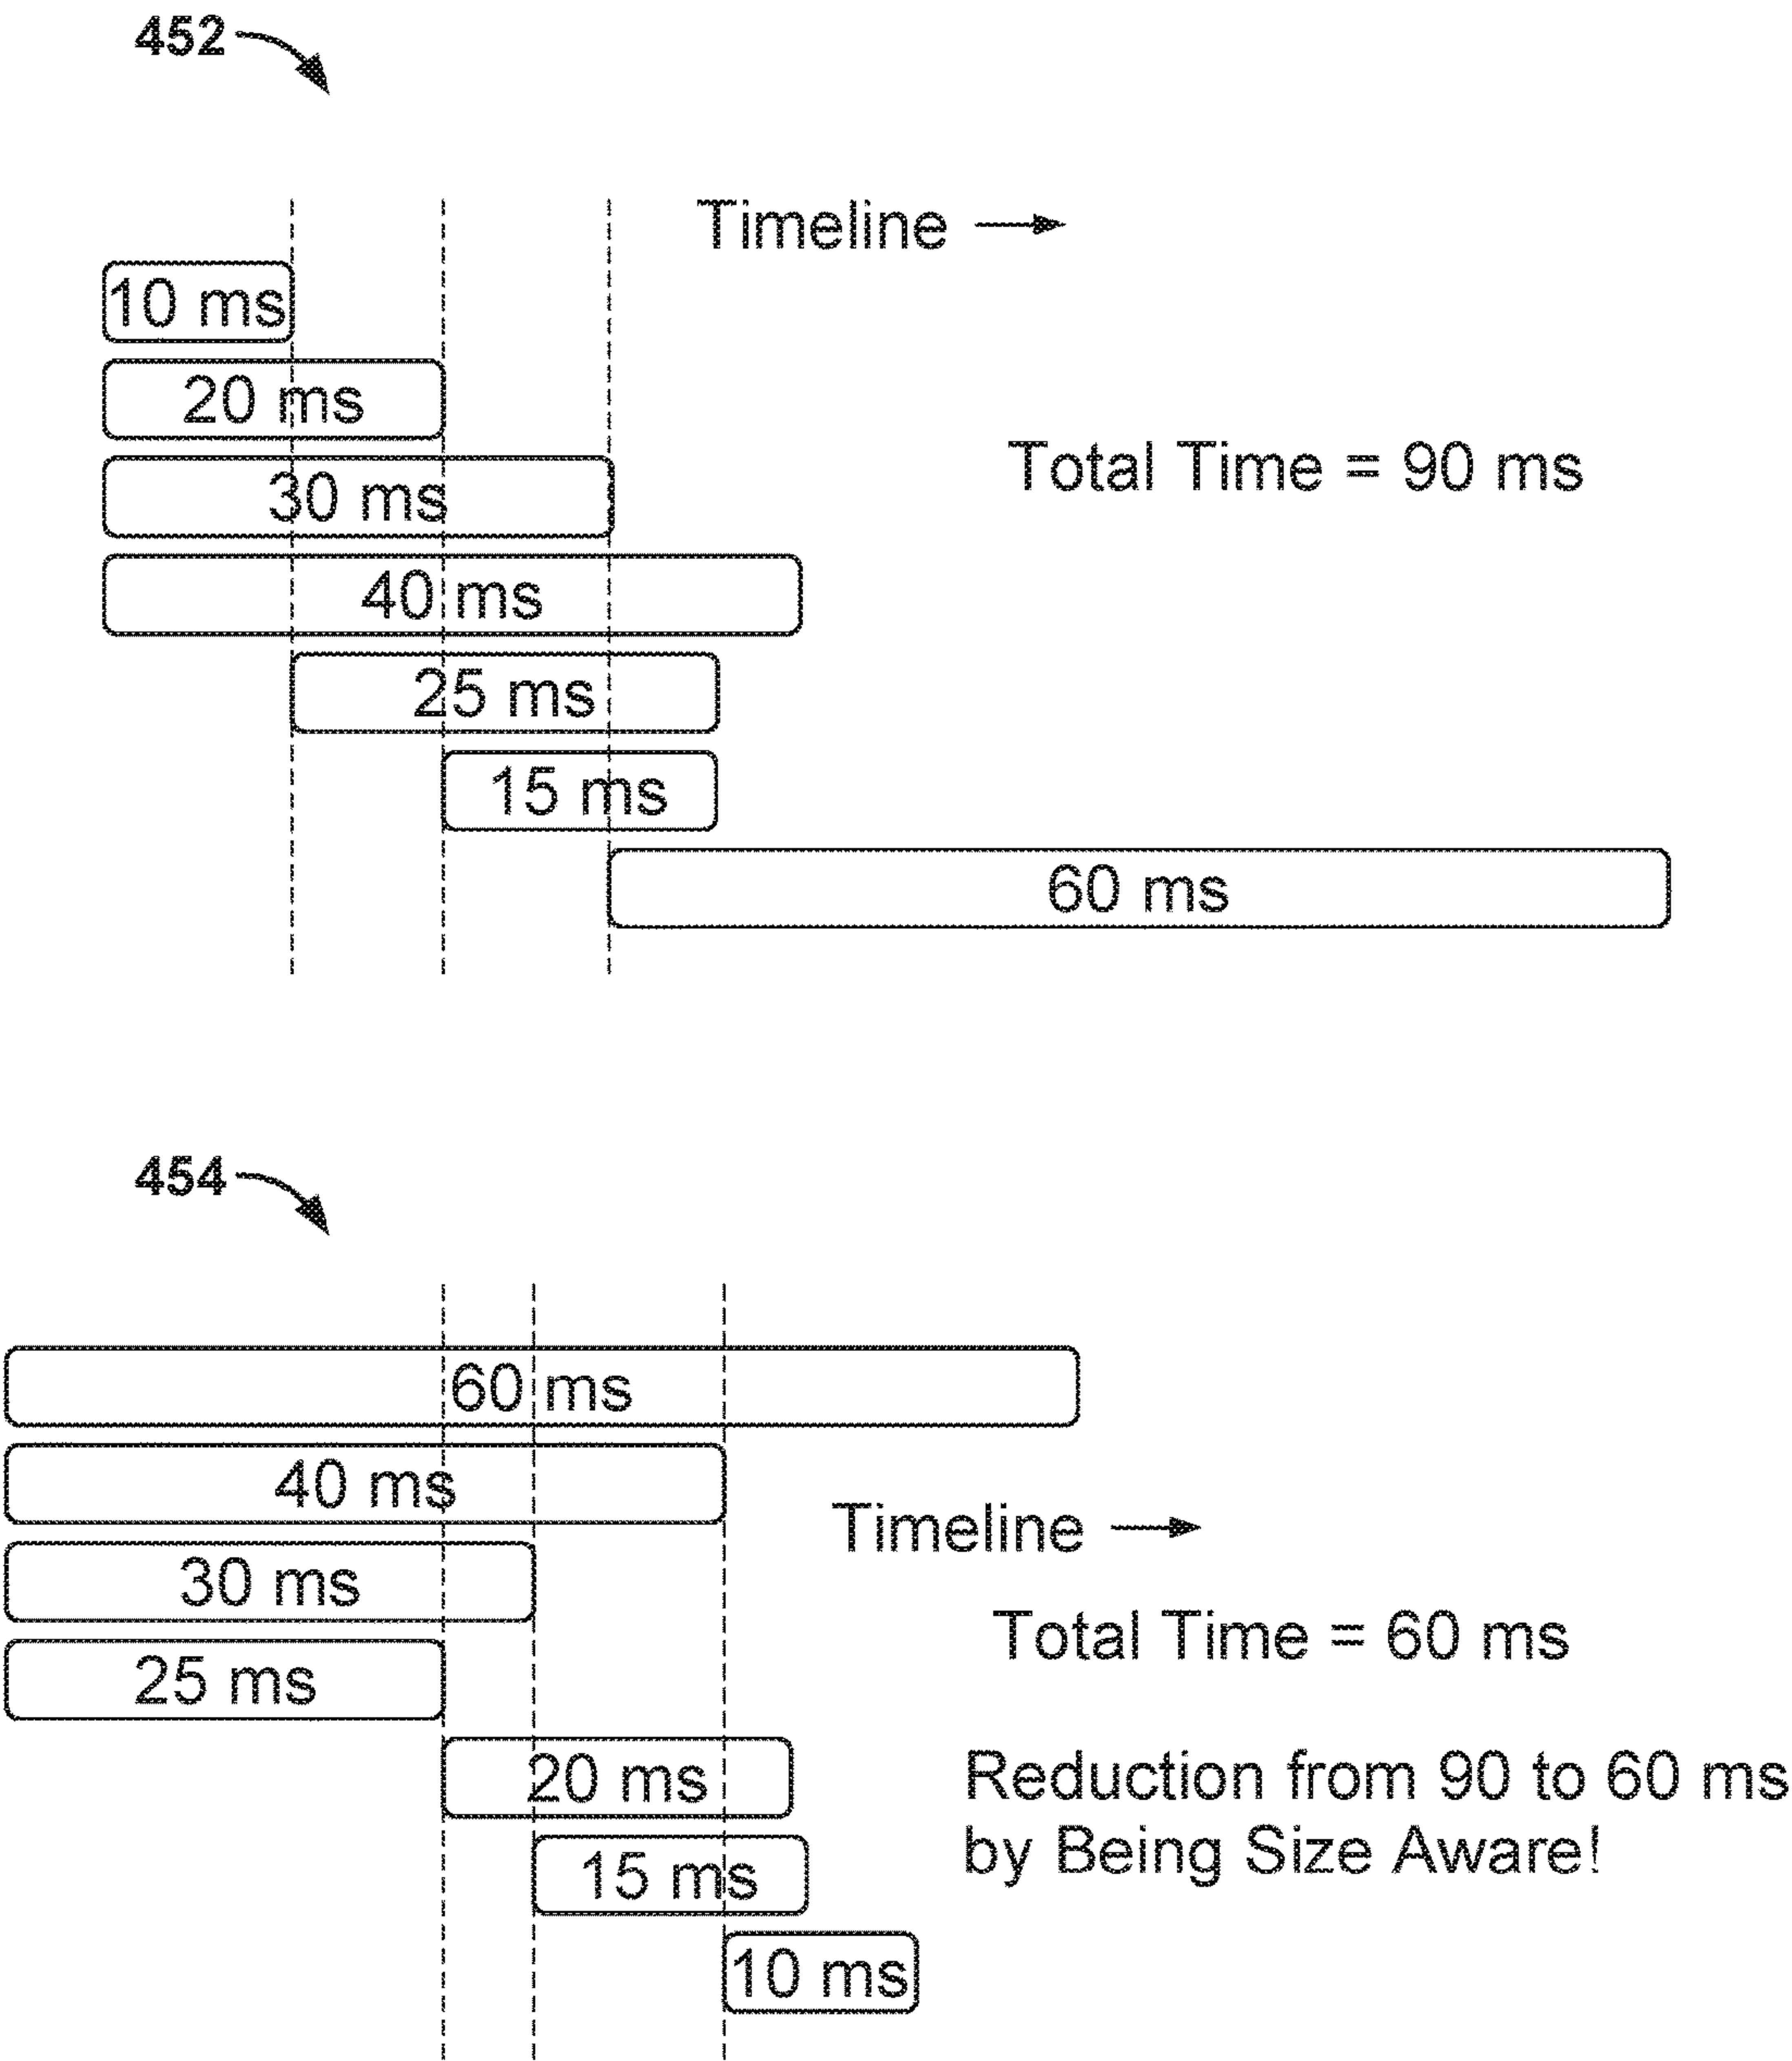 452
Timeline
10 ms
20 ms
30 ms
Total Time = 90 ms
40 ms
25 ms
15 ms
60 ms
454
60 ms
40 ms
Timeline
30 ms
Total Time = 60 ms
25 ms
20 ms
Reduction from 90 to 60 ms
by Being Size Aware!
15 ms
10 ms